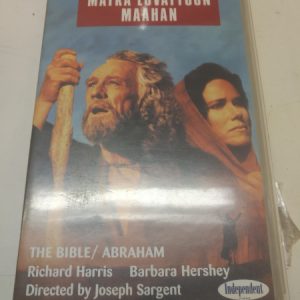 MATKA LUVATTUUN
MAAHAN
THE BIBLE/ ABRAHAM
Richard Harris Barbara Hershey
Directed by Joseph Sargent
Independent